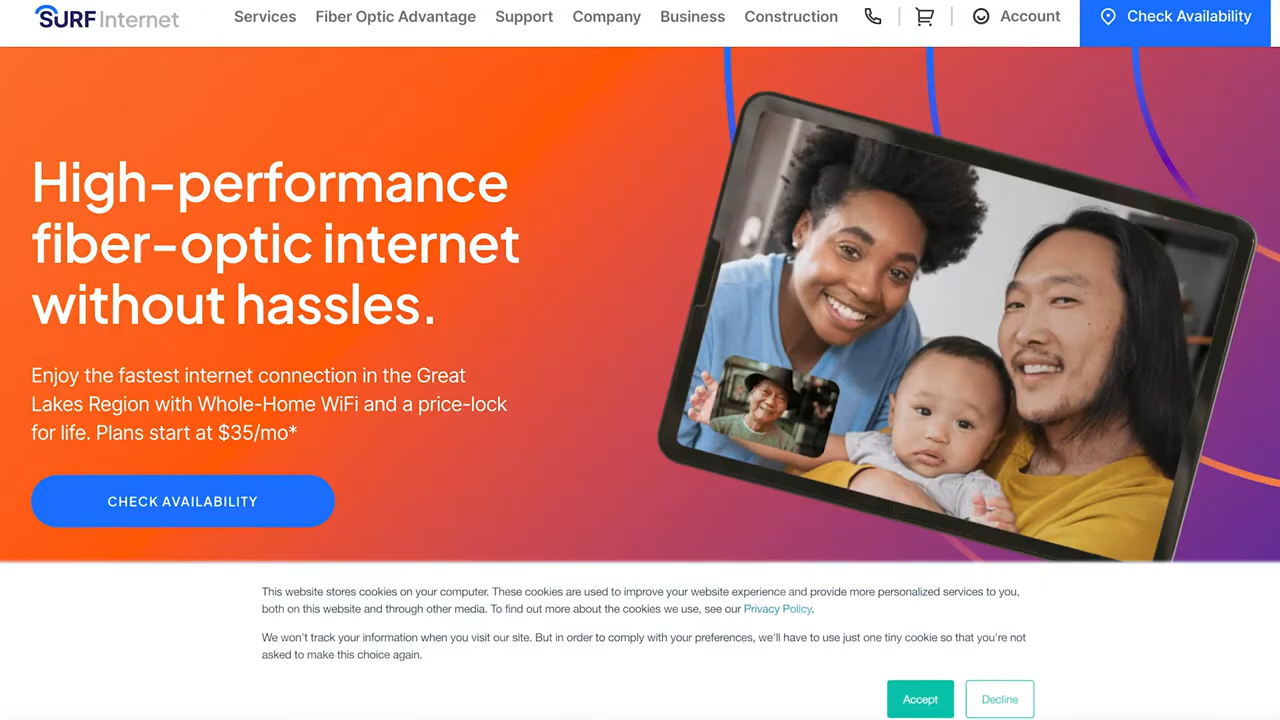 SURF Internet
Services
Fiber Optic Advantage
Support
Company
Business
Construction
Account
Check Availability
High-performance
fiber-optic internet
without hassles.
Enjoy the fastest internet connection in the Great
Lakes Region with Whole-Home WiFi and a price-lock
for life. Plans start at $35/mo*
CHECK AVAILABILITY
This website stores cookies on your computer. These cookies are used to improve your website experience and provide more personalized services to you,
both on this website and through other media. To find out more about the cookies we use, see our Privacy Policy.
We won't track your information when you visit our site. But in order to comply with your preferences, we'll have to use just one tiny cookie so that you're not
asked to make this choice again.
Accept
Decline